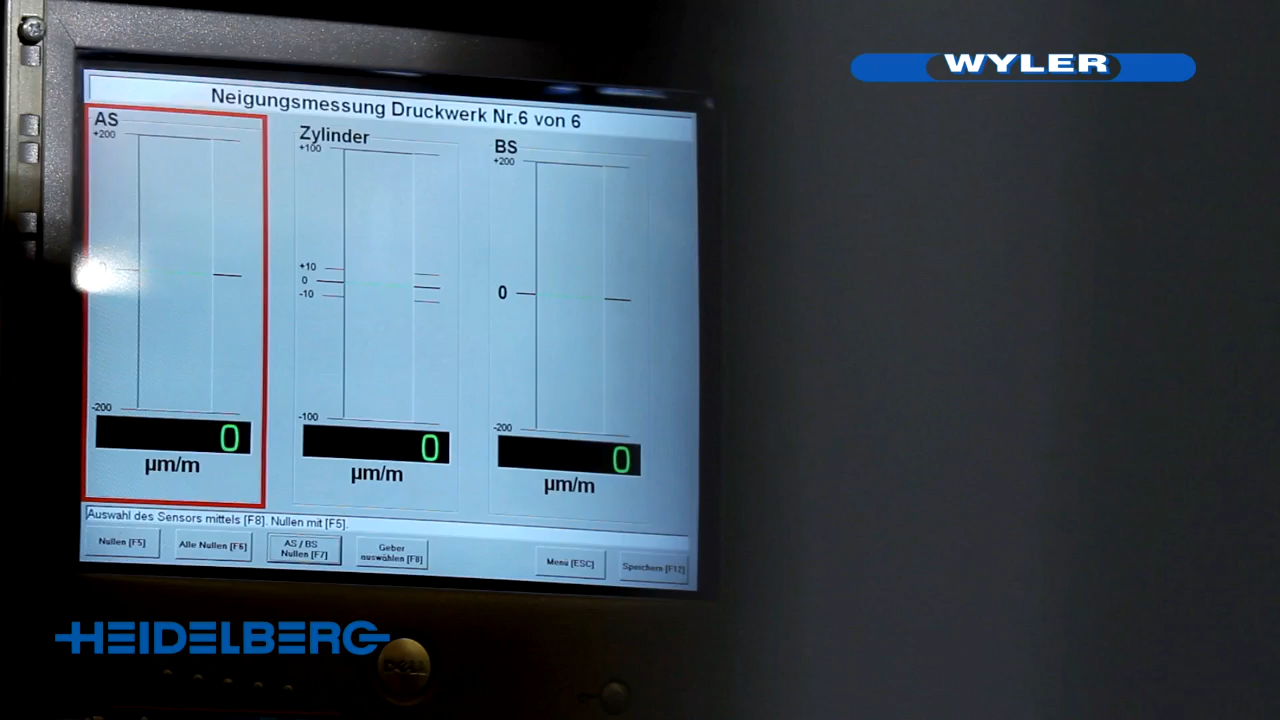 WYLER
Neigungsmessung Druckwerk Nr.6 von 6
AS
+200
0
-200
0
µm/m
Zylinder
+100
+10
0
-10
-100
0
µm/m
BS
+200
0
-200
0
µm/m
Auswahl des Sensors mittels [F8]. Nullen mit [F5].
Nullen [F5]
Alle Nullen [F6]
AS / BS
Nullen [F7]
Geber
auswählen [F8]
Menü [ESC]
Speichern [F12]
HEIDELBERG
DELL